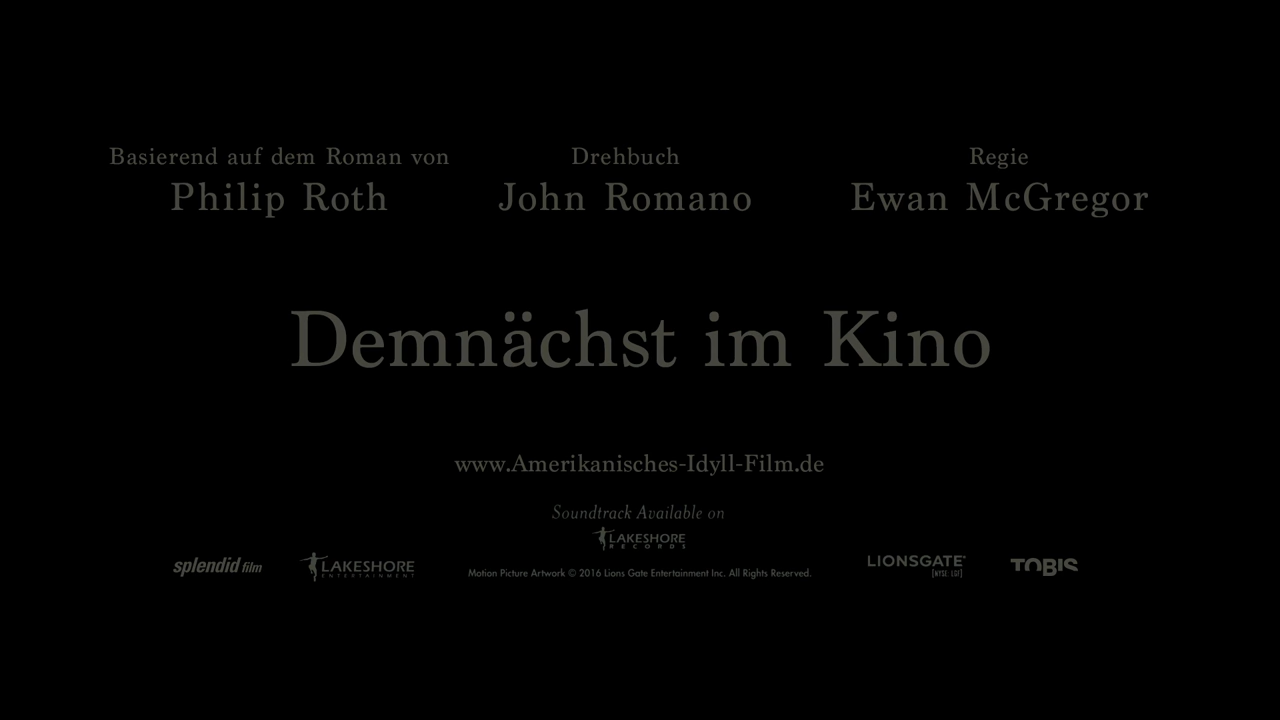 Basierend auf dem Roman von
Philip Roth
Drehbuch
John Romano
Regie
Ewan McGregor
Demnächst im Kino
www.Amerikanisches-Idyll-Film.de
Soundtrack Available on
LAKESHORE
RECORDS
splendid film
LAKESHORE
ENTERTAINMENT
Motion Picture Artwork © 2016 Lions Gate Entertainment Inc. All Rights Reserved.
LIONSGATE
[NYSE: LGF]
TOBIS